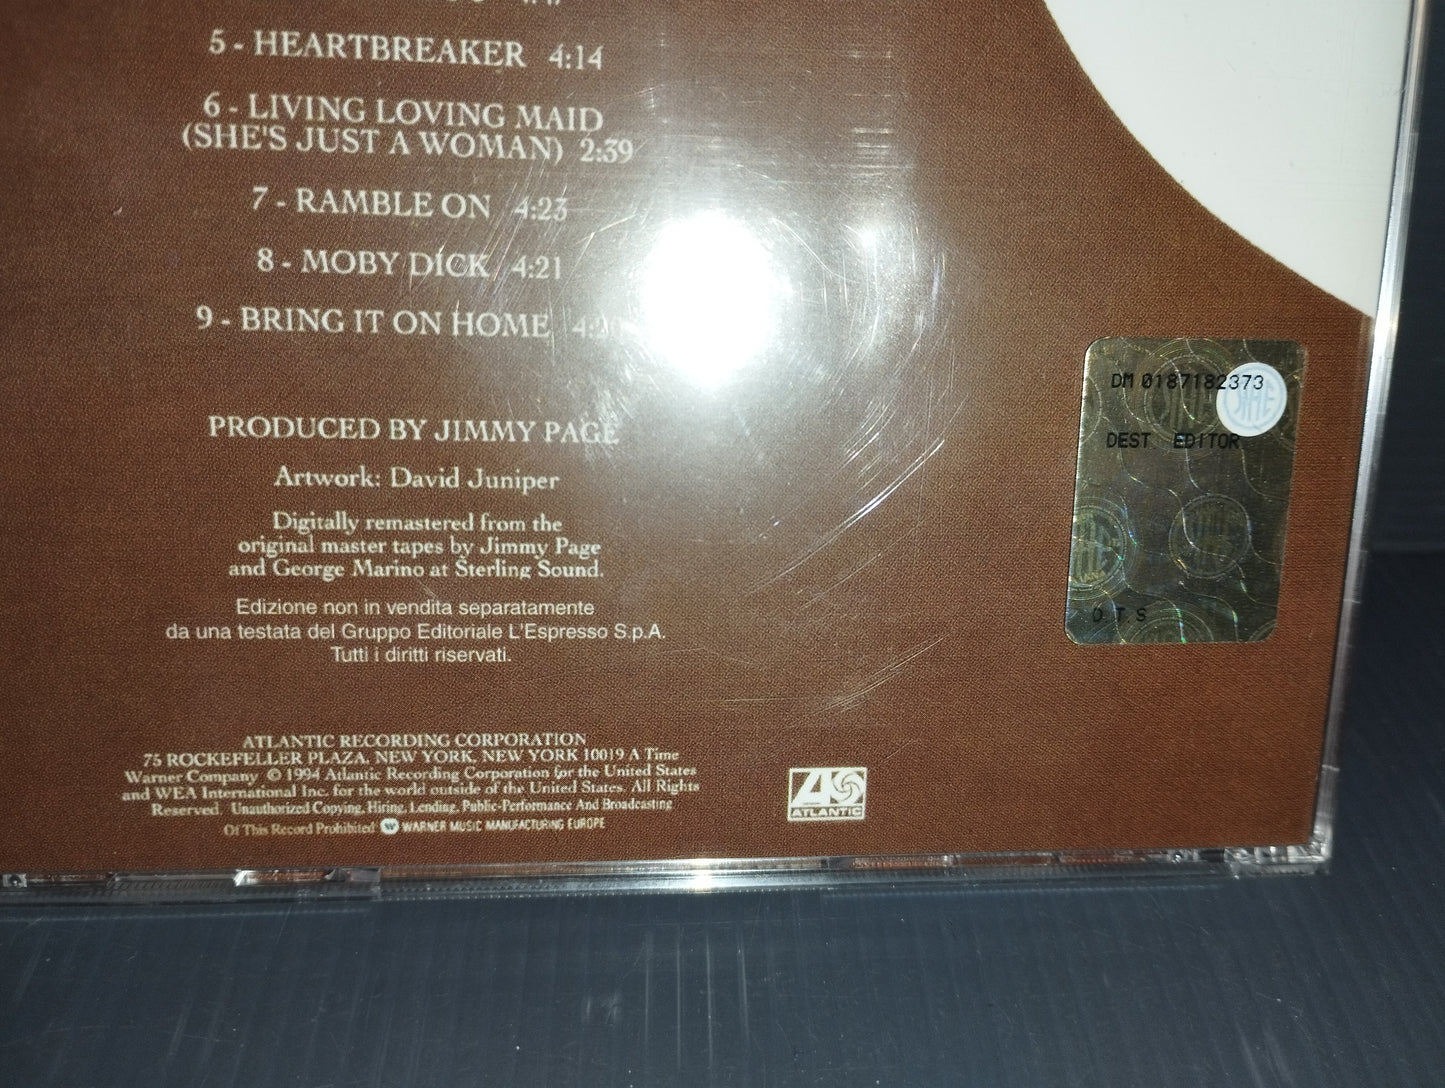 5 - HEARTBREAKER 4:14
6 - LIVING LOVING MAID
(SHE'S JUST A WOMAN) 2:39
7 - RAMBLE ON 4:23
8 - MOBY DICK 4:21
9 - BRING IT ON HOME
PRODUCED BY JIMMY PAGE
Artwork: David Juniper
Digitally remastered from the
original master tapes by Jimmy Page
and George Marino at Sterling Sound.
Edizione non in vendita separatamente
da una testata del Gruppo Editoriale L'Espresso S.p.A.
Tutti i diritti riservati.
ATLANTIC RECORDING CORPORATION
75 ROCKEFELLER PLAZA, NEW YORK, NEW YORK 10019 A Time
Warner Company © 1994 Atlantic Recording Corporation for the United States
and WEA International Inc. for the world outside of the United States. All Rights
Reserved. Unauthorized Copying, Hiring, Lending, Public-Performance And Broadcasting
Of This Record Prohibited WARNER MUSIC MANUFACTURING EUROPE
ATLANTIC
DM 0187182373
DEST. EDITOR
D.T.S